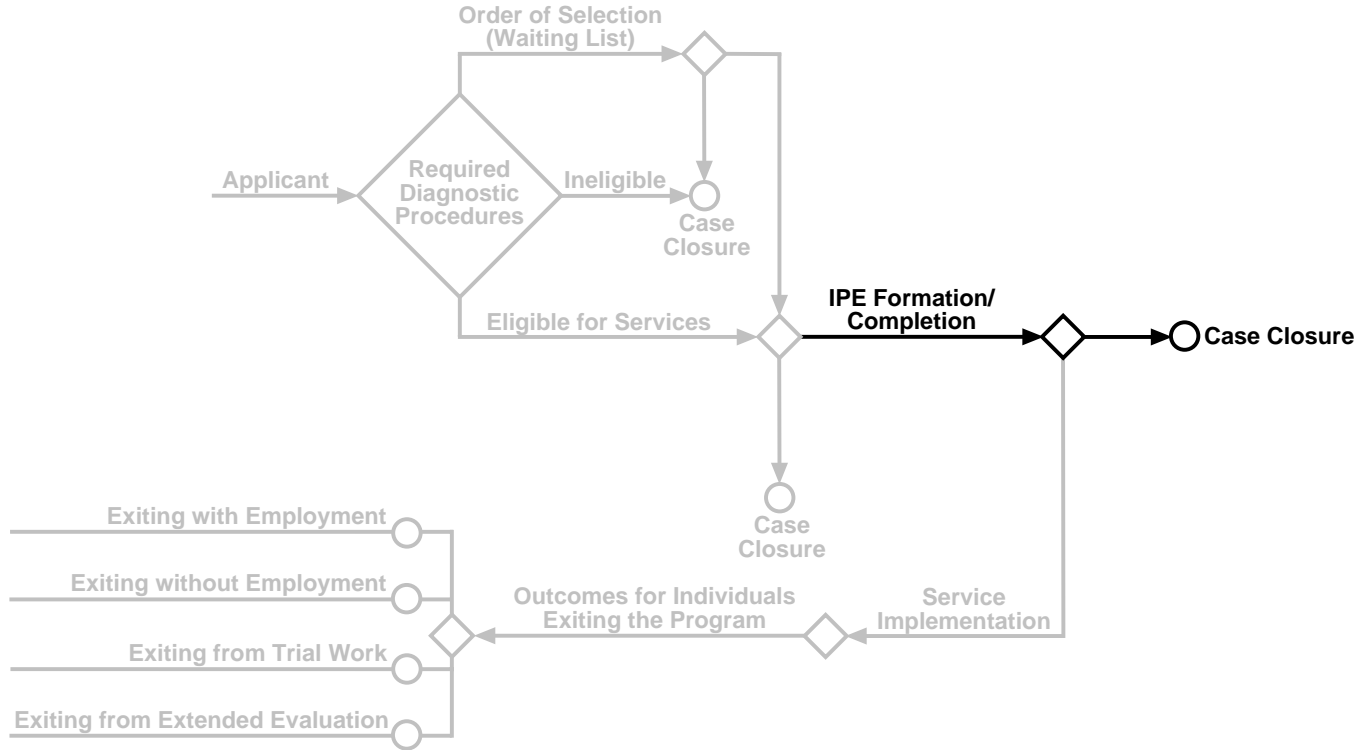 Order of Selection
(Waiting List)
Applicant
Required
Diagnostic
Procedures
Ineligible
Case
Closure
Eligible for Services
IPE Formation/
Completion
Case Closure
Case
Closure
Exiting with Employment
Exiting without Employment
Outcomes for Individuals
Exiting the Program
Service
Implementation
Exiting from Trial Work
Exiting from Extended Evaluation